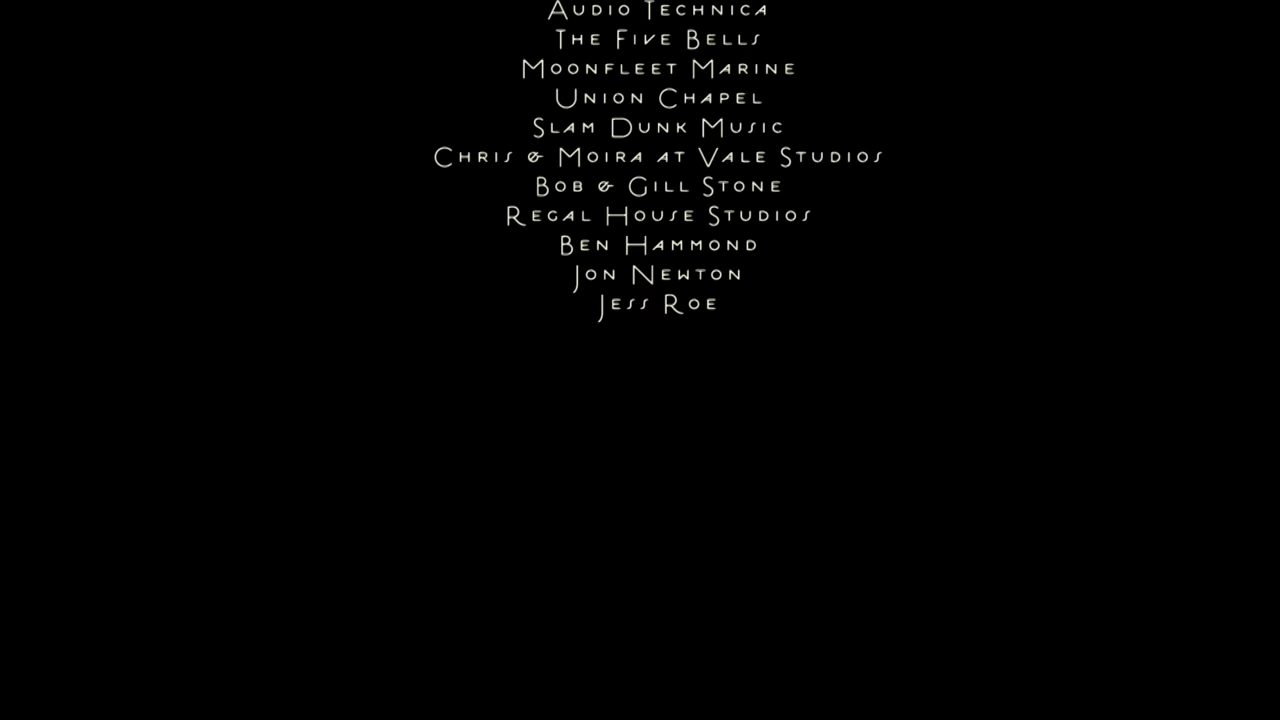 Audio Technica
The Five Bells
Moonfleet Marine
Union Chapel
Slam Dunk Music
Chris & Moira at Vale Studios
Bob & Gill Stone
Regal House Studios
Ben Hammond
Jon Newton
Jess Roe